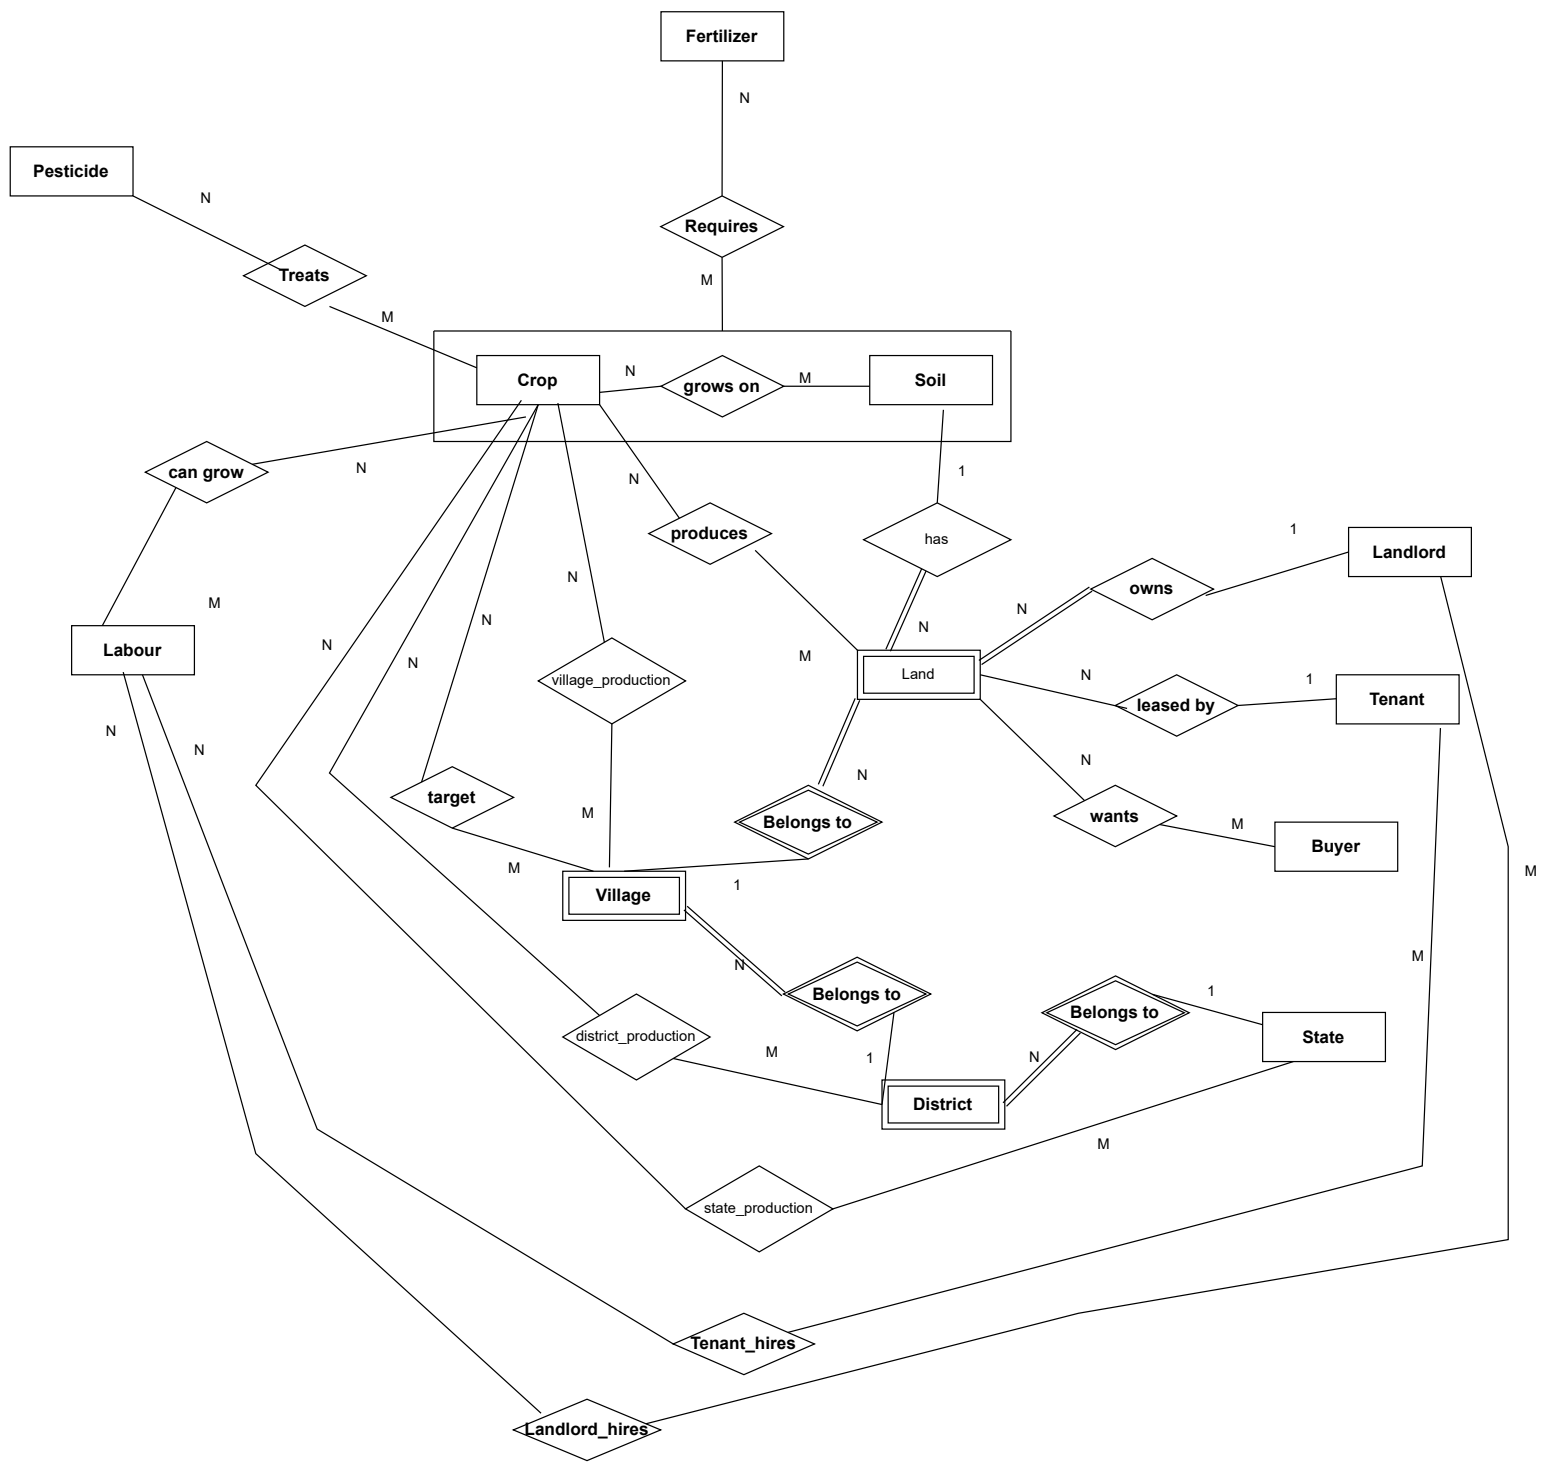 Fertilizer
N
Pesticide
N
Requires
Treats
M
M
Crop
N
grows on
M
Soil
can grow
N
N
1
produces
has
1
Landlord
owns
N
M
N
N
N
Labour
N
N
M
Land
village_production
N
1
leased by
Tenant
N
N
target
M
N
N
Belongs to
wants
M
Buyer
M
1
M
Village
M
N
Belongs to
1
Belongs to
State
district_production
M
1
N
District
M
M
state_production
Tenant_hires
Landlord_hires